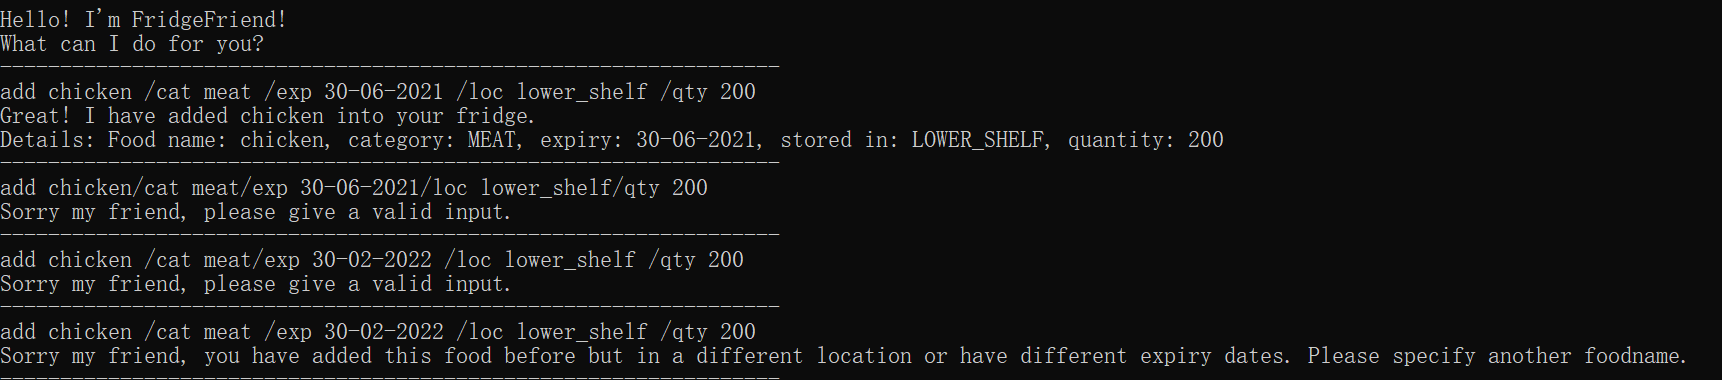 Hello! I'm FridgeFriend!
What can I do for you?
-----------------------------------------------------------------
add chicken /cat meat /exp 30-06-2021 /loc lower_shelf /qty 200
Great! I have added chicken into your fridge.
Details: Food name: chicken, category: MEAT, expiry: 30-06-2021, stored in: LOWER_SHELF, quantity: 200
-----------------------------------------------------------------
add chicken/cat meat/exp 30-06-2021/loc lower_shelf/qty 200
Sorry my friend, please give a valid input.
-----------------------------------------------------------------
add chicken /cat meat/exp 30-02-2022 /loc lower_shelf /qty 200
Sorry my friend, please give a valid input.
-----------------------------------------------------------------
add chicken /cat meat /exp 30-02-2022 /loc lower_shelf /qty 200
Sorry my friend, you have added this food before but in a different location or have different expiry dates. Please specify another foodname.
-----------------------------------------------------------------